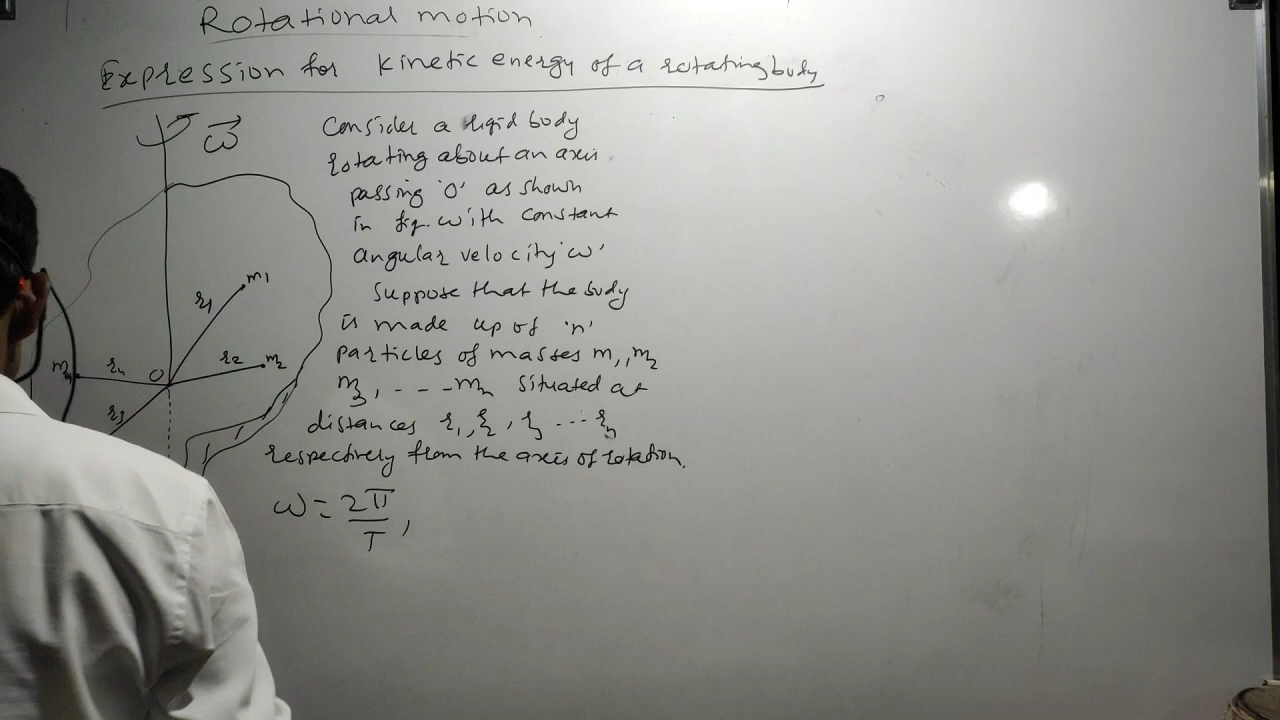 Rotational motion
Expression for kinetic energy of a rotating body
ω
Consider a rigid body
rotating about an axis
passing 'O' as shown
in fig. with constant
angular velocity 'ω'
suppose that the body
is made up of 'n'
particles of masses m₁, m₂
m₃, - - - mₙ situated at
distances r₁, r₂, r₃ ... rₙ
respectively from the axis of rotation.
ω = 2π/T,
m₁
r₁
r₂ m₂
r₄ O
r₃